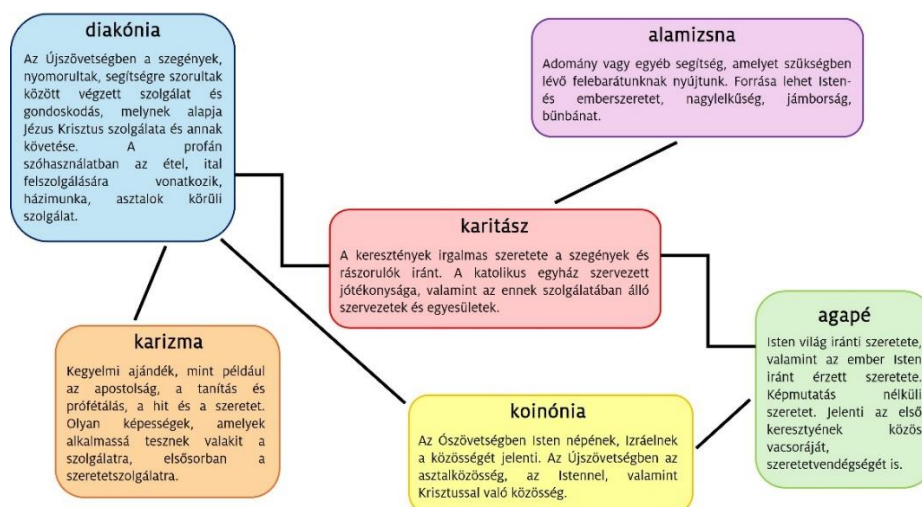 diakónia
Az Újszövetségben a szegények,
nyomorultak, segítségre szorultak
között végzett szolgálat és
gondoskodás, melynek alapja
Jézus Krisztus szolgálata és annak
követése. A profán
szóhasználatban az étel, ital
felszolgálására vonatkozik,
házimunka, asztalok körüli
szolgálat.
alamizsna
Adomány vagy egyéb segítség, amelyet szükségben
lévő felebarátunknak nyújtunk. Forrása lehet Isten-
és emberszeretet, nagylelkűség, jámborság,
bűnbánat.
karitász
A keresztények irgalmas szeretete a szegények és
rászorulók iránt. A katolikus egyház szervezett
jótékonysága, valamint az ennek szolgálatában álló
szervezetek és egyesületek.
agapé
Isten világ iránti szeretete,
valamint az ember Isten
iránt érzett szeretete.
Képmutatás nélküli
szeretet. Jelenti az első
keresztyének közös
vacsoráját,
szeretetvendégségét is.
karizma
Kegyelmi ajándék, mint például
az apostolság, a tanítás és
prófétálás, a hit és a szeretet.
Olyan képességek, amelyek
alkalmassá tesznek valakit a
szolgálatra, elsősorban a
szeretetszolgálatra.
koinónia
Az Ószövetségben Isten népének, Izráelnek
a közösségét jelenti. Az Újszövetségben az
asztalközösség, az Istennel, valamint
Krisztussal való közösség.